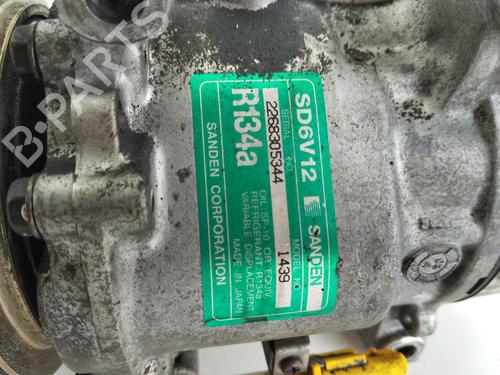 SD6V12 SANDEN
SERIAL NO.
MODEL NO.
2268305344
1439
R134a
OIL SP-10 OR EQUIV.
REFRIGERANT R134a
VARIABLE DISPLACEMENT
SANDEN CORPORATION
MADE IN JAPAN